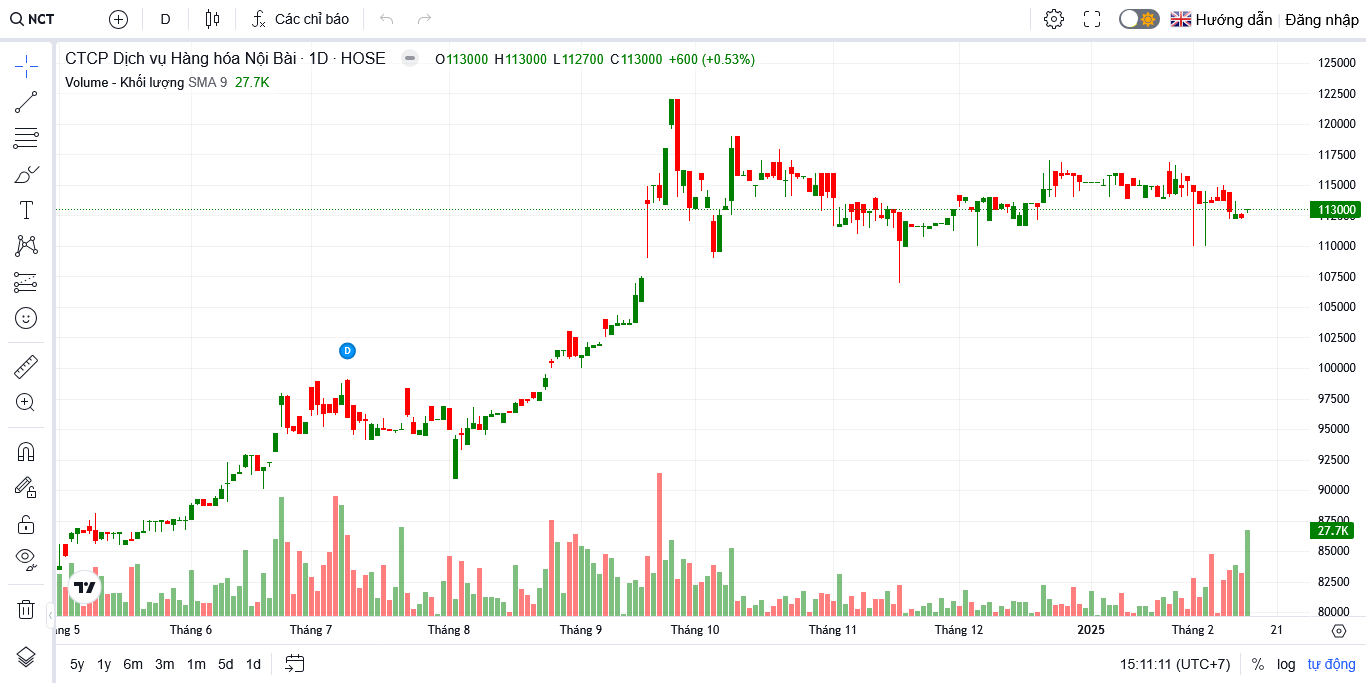 NCT D Các chỉ báo Hướng dẫn Đăng nhập
CTCP Dịch vụ Hàng hóa Nội Bài · 1D · HOSE O113000 H113000 L112700 C113000 +600 (+0.53%)
Volume - Khối lượng SMA 9 27.7K
125000
122500
120000
117500
115000
113000
112500
110000
107500
105000
102500
100000
D
97500
95000
92500
90000
87500
27.7K
85000
82500
80000
ng 5 Tháng 6 Tháng 7 Tháng 8 Tháng 9 Tháng 10 Tháng 11 Tháng 12 2025 Tháng 2 21
5y 1y 6m 3m 1m 5d 1d 15:11:11 (UTC+7) % log tự động